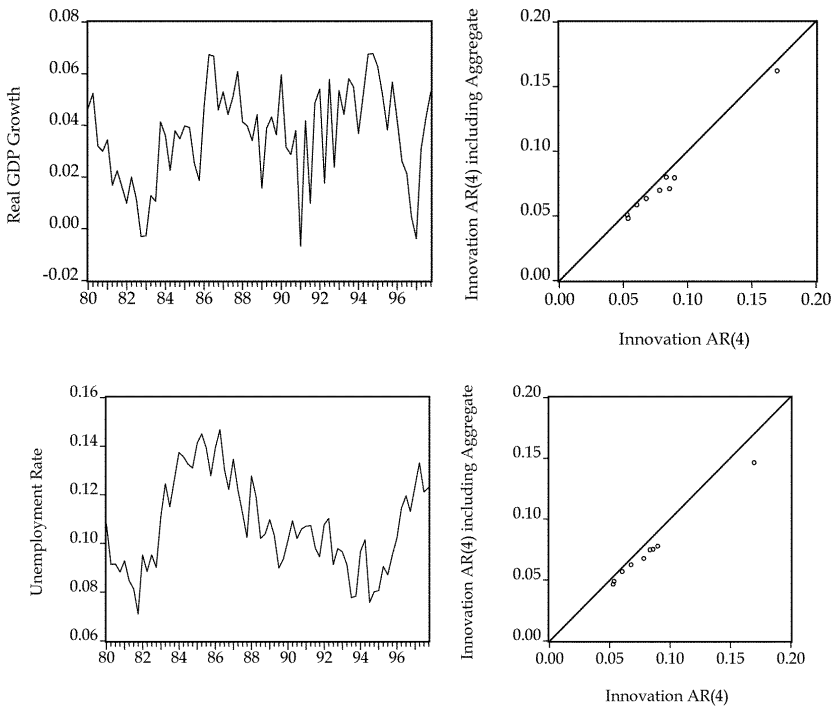 Real GDP Growth
0.08
0.06
0.04
0.02
0.00
-0.02
80 82 84 86 88 90 92 94 96
Innovation AR(4) including Aggregate
0.20
0.15
0.10
0.05
0.00
0.00 0.05 0.10 0.15 0.20
Innovation AR(4)
Unemployment Rate
0.16
0.14
0.12
0.10
0.08
0.06
80 82 84 86 88 90 92 94 96
Innovation AR(4) including Aggregate
0.20
0.15
0.10
0.05
0.00
0.00 0.05 0.10 0.15 0.20
Innovation AR(4)